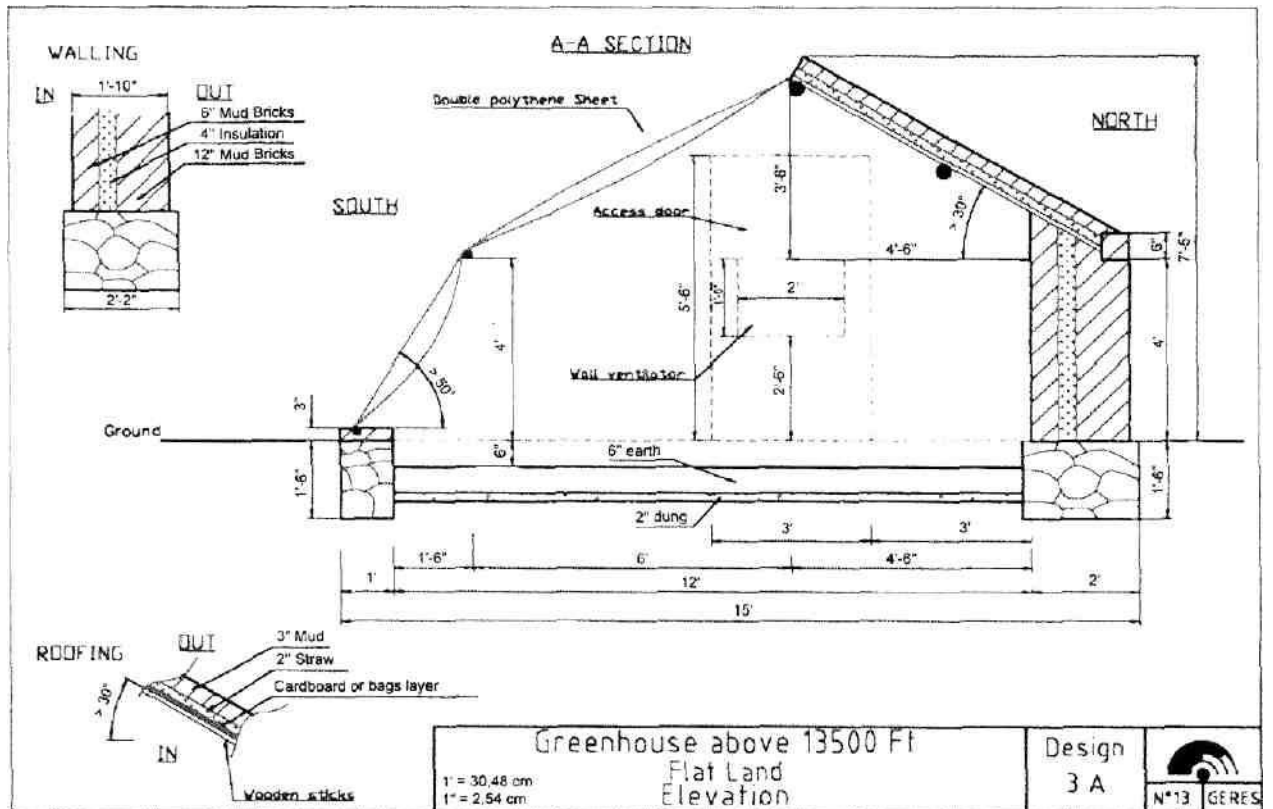 WALLING
1'-10"
IN
OUT
6" Mud Bricks
4" Insulation
12" Mud Bricks
2'-2"
A-A SECTION
Double polythene Sheet
NORTH
SOUTH
3'-6"
Access door
> 30°
4'-6"
6"
7'-5"
5'-6"
1'-6"
2'
4'
4'
> 50°
Wall ventilator
2'-6"
3"
Ground
6"
6" earth
1'-6"
1'-6"
2" dung
3'
3'
1'-6"
6'
4'-6"
1'
12'
2'
15'
ROOFING
OUT
3" Mud
2" Straw
Cardboard or bags layer
> 30°
IN
Wooden sticks
Greenhouse above 13500 Ft
Flat Land
Elevation
1' = 30,48 cm
1" = 2,54 cm
Design
3 A
N°13
GERES